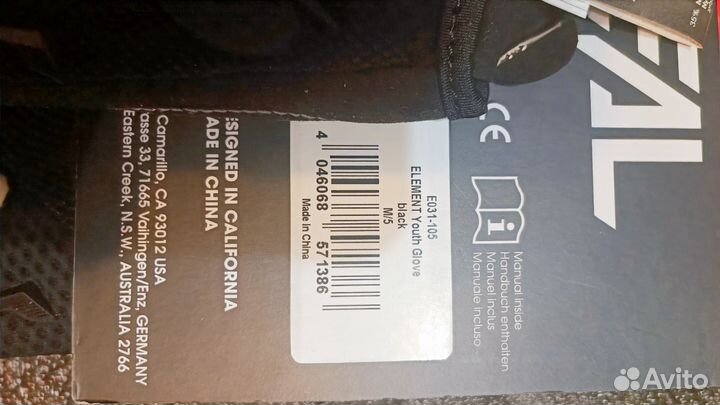 EAL
CE
Manual inside
Handbuch enthalten
Manuel inclus
Manuale incluso
E031-105
ELEMENT Youth Glove
black
M/5
4 046068 571386
Made in China
ESIGNED IN CALIFORNIA
ADE IN CHINA
Camarillo, CA 93012 USA
rasse 33, 71665 Vaihingen/Enz, GERMANY
Eastern Creek, N.S.W., AUSTRALIA 2766
Avito